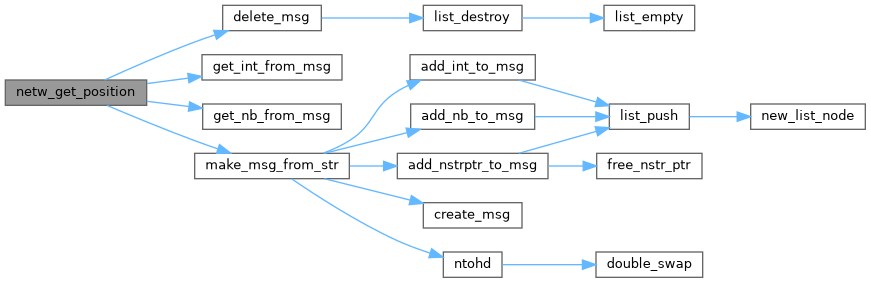 netw_get_position
delete_msg
get_int_from_msg
get_nb_from_msg
make_msg_from_str
list_destroy
add_int_to_msg
add_nb_to_msg
add_nstrptr_to_msg
create_msg
ntohd
list_empty
list_push
free_nstr_ptr
double_swap
new_list_node